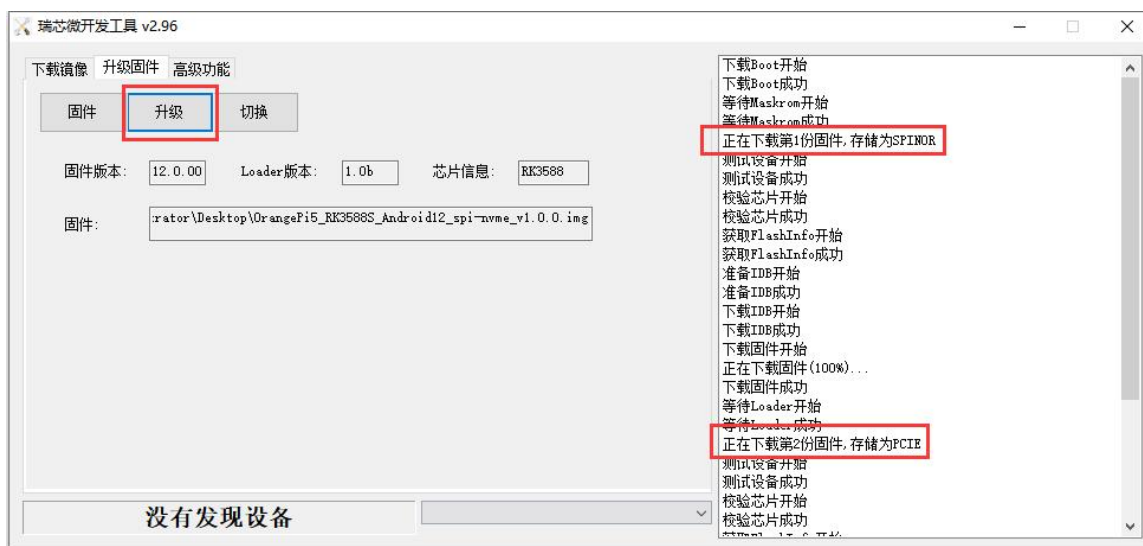 瑞芯微开发工具 v2.96
下载镜像 升级固件 高级功能
固件 升级 切换
固件版本: 12.0.00 Loader版本: 1.0b 芯片信息: RK3588
固件: :rator\Desktop\OrangePi5_RK3588S_Android12_spi-nvme_v1.0.0.img
没有发现设备
下载Boot开始
下载Boot成功
等待Maskrom开始
等待Maskrom成功
正在下载第1份固件,存储为SPINOR
测试设备开始
测试设备成功
校验芯片开始
校验芯片成功
获取FlashInfo开始
获取FlashInfo成功
准备IDB开始
准备IDB成功
下载IDB开始
下载IDB成功
下载固件开始
正在下载固件(100%)...
下载固件成功
等待Loader开始
等待Loader成功
正在下载第2份固件,存储为PCIE
测试设备开始
测试设备成功
校验芯片开始
校验芯片成功